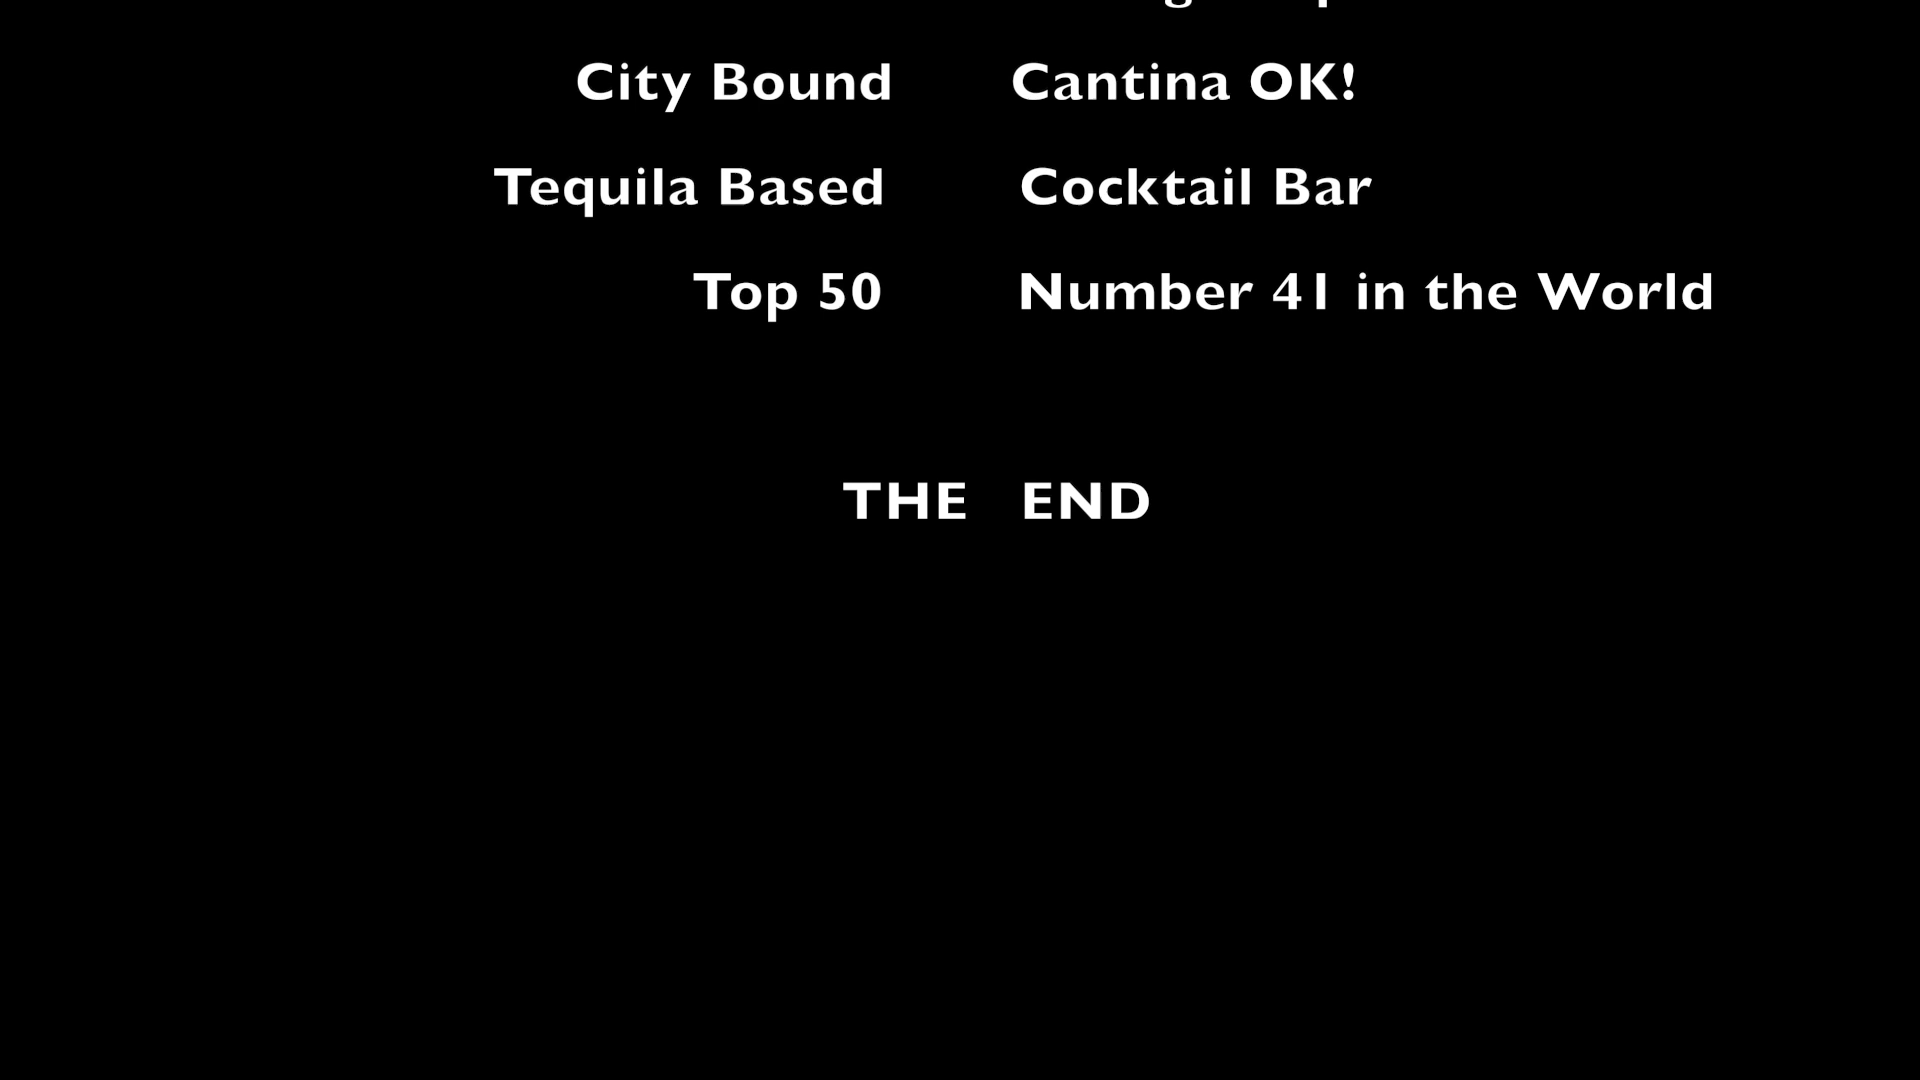 City Bound Cantina OK!
Tequila Based Cocktail Bar
Top 50 Number 41 in the World
THE END